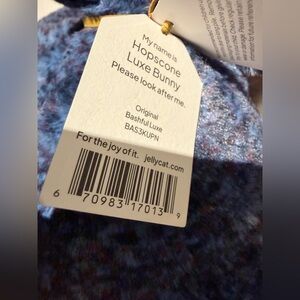 My name is
Hopscone
Luxe Bunny
Please look after me.
Original
Bashful Luxe
BAS3KUPN
For the joy of it. jellycat.com
6 70983 17013 9